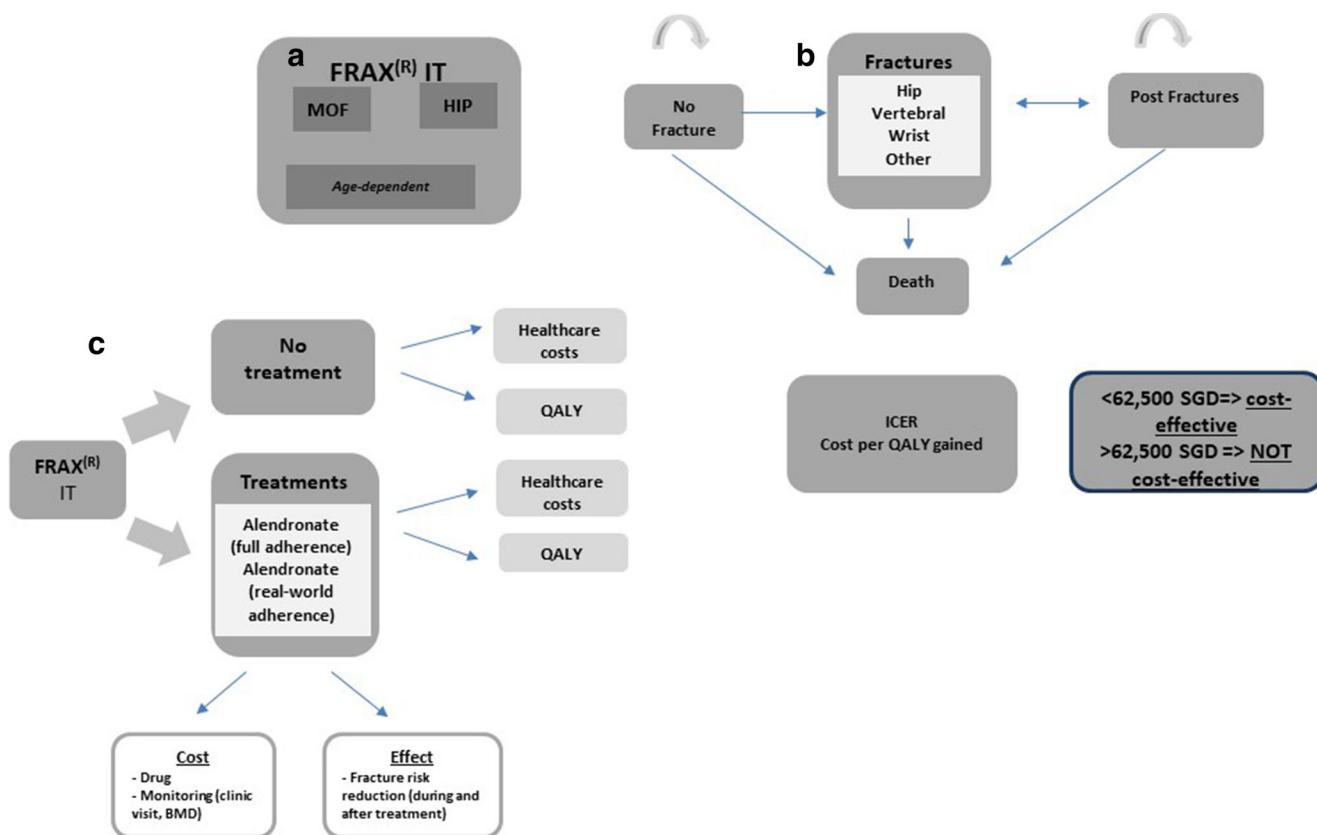 a
FRAX(R) IT
MOF
HIP
Age-dependent
b
No
Fracture
Fractures
Hip
Vertebral
Wrist
Other
Post Fractures
Death
c
FRAX(R)
IT
No
treatment
Healthcare
costs
QALY
Treatments
Alendronate
(full adherence)
Alendronate
(real-world
adherence)
Healthcare
costs
QALY
Cost
- Drug
- Monitoring (clinic
visit, BMD)
Effect
- Fracture risk
reduction (during and
after treatment)
ICER
Cost per QALY gained
<62,500 SGD=> cost-
effective
>62,500 SGD => NOT
cost-effective